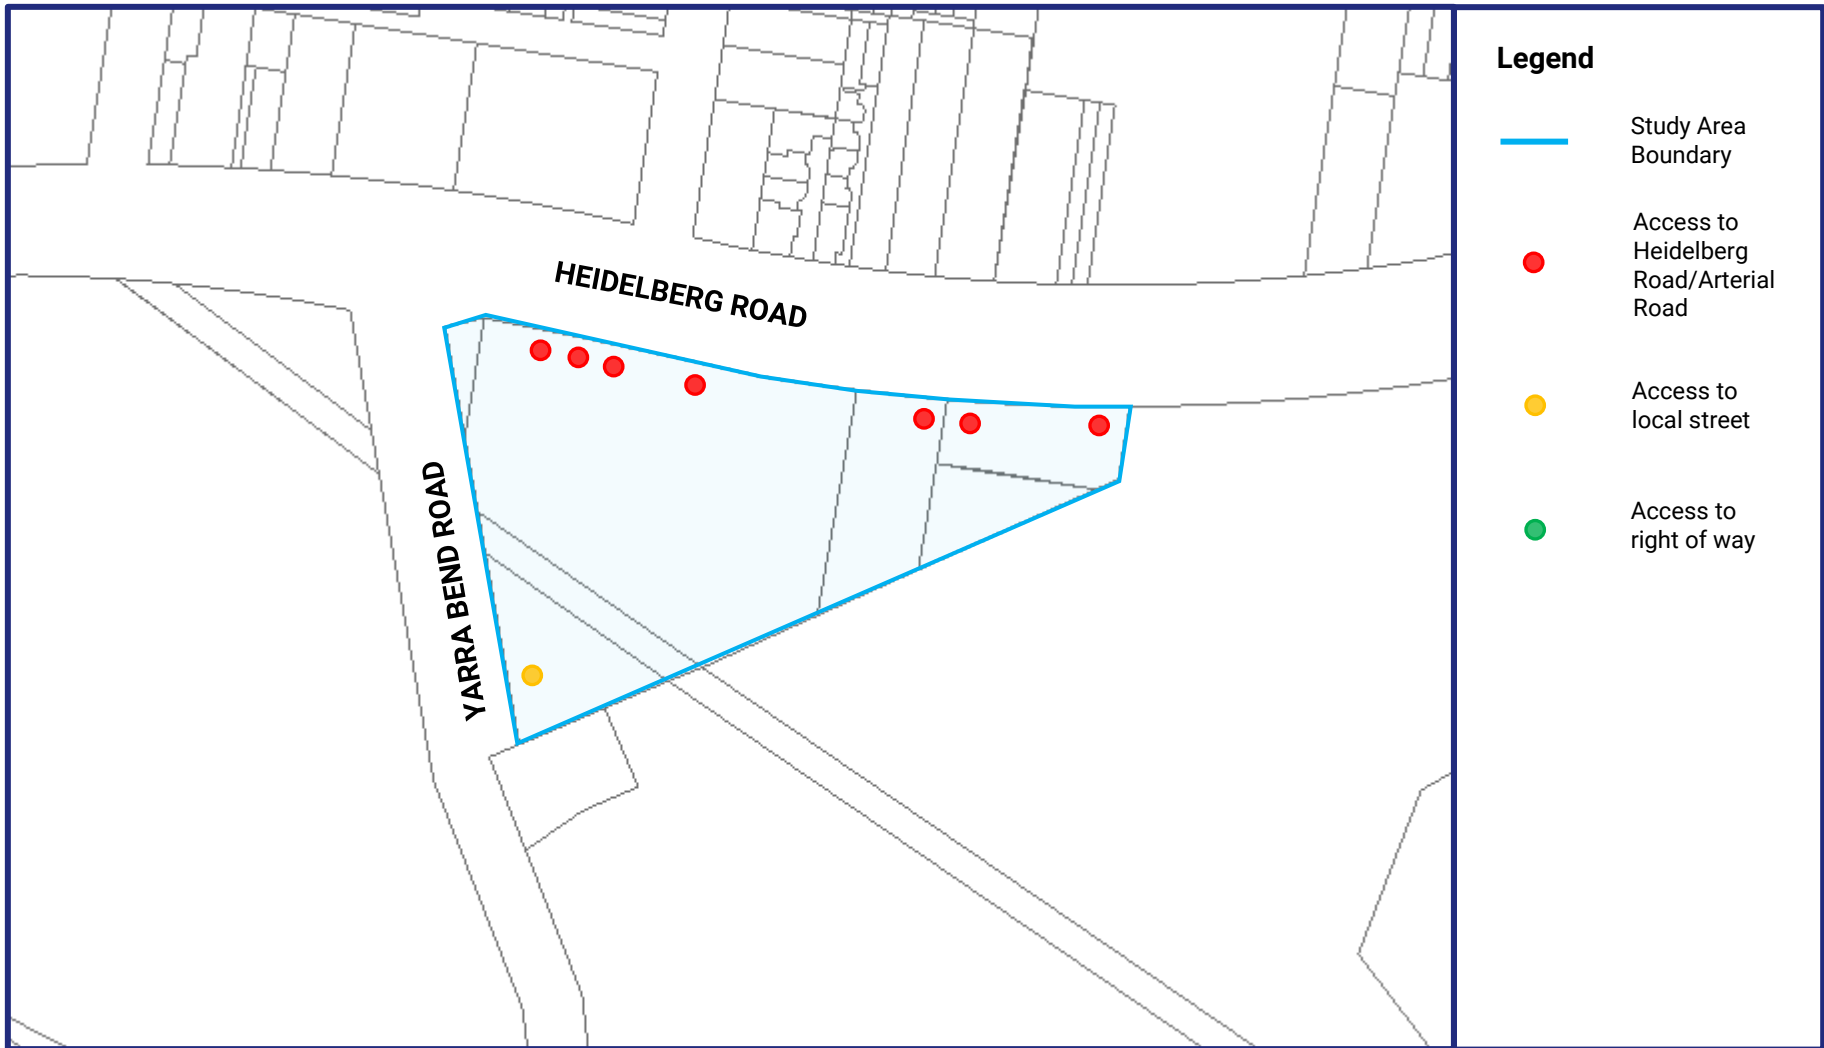 HEIDELBERG ROAD
YARRA BEND ROAD
Legend
Study Area
Boundary
Access to
Heidelberg
Road/Arterial
Road
Access to
local street
Access to
right of way